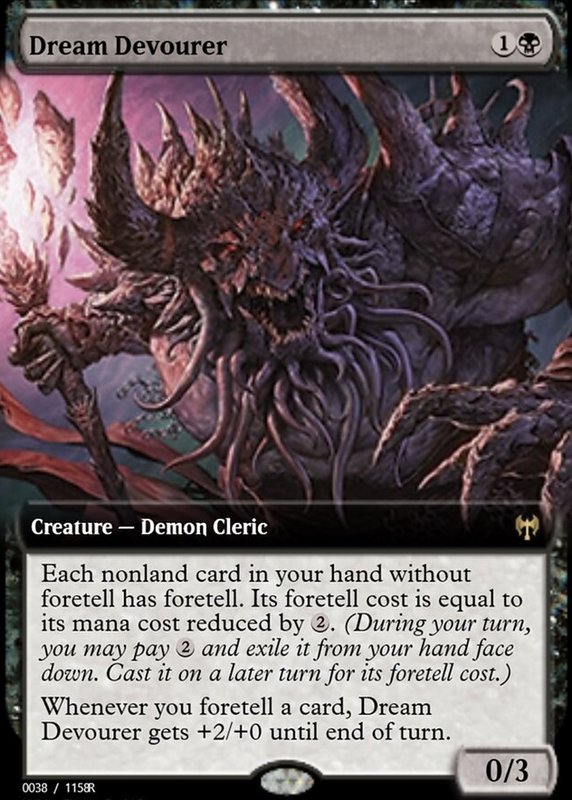 Dream Devourer 1
Creature — Demon Cleric
Each nonland card in your hand without
foretell has foretell. Its foretell cost is equal to
its mana cost reduced by 2. (During your turn,
you may pay 2 and exile it from your hand face
down. Cast it on a later turn for its foretell cost.)
Whenever you foretell a card, Dream
Devourer gets +2/+0 until end of turn.
0/3
0038 / 1158R